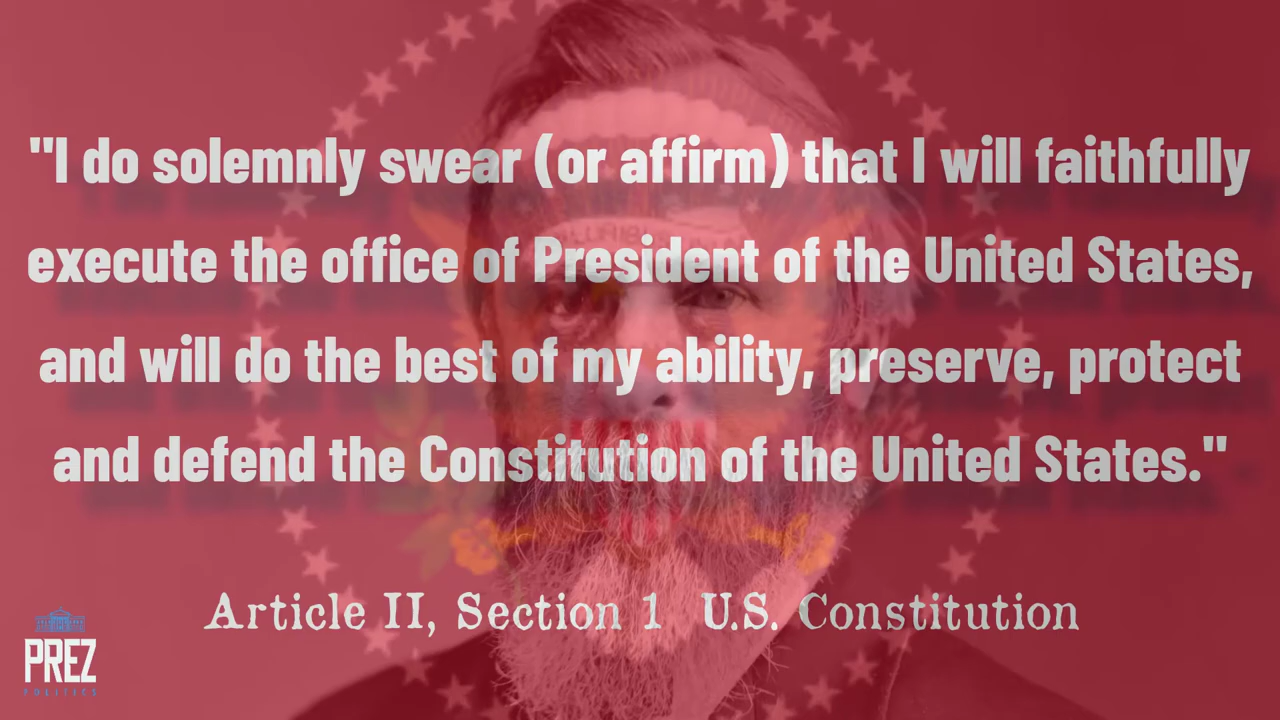 "I do solemnly swear (or affirm) that I will faithfully
execute the office of President of the United States,
and will do the best of my ability, preserve, protect
and defend the Constitution of the United States."
Article II, Section 1 U.S. Constitution
PREZ
POLITICS